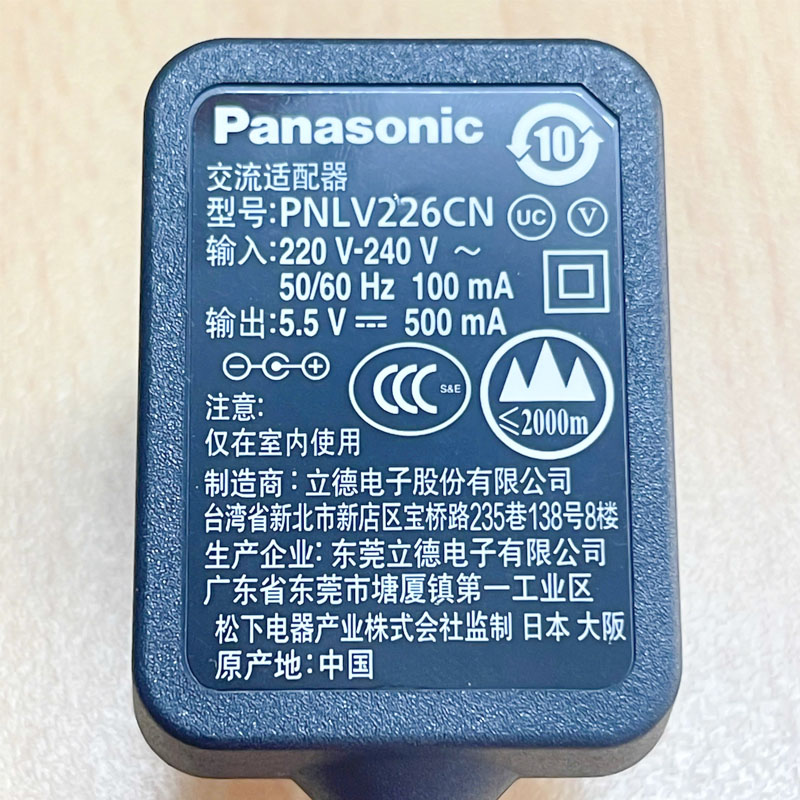 Panasonic
10
交流适配器
型号:PNLV226CN UC V
输入:220 V-240 V ～
50/60 Hz 100 mA
输出:5.5 V⎓ 500 mA
CCC S&E
≤2000m
注意:
仅在室内使用
制造商:立德电子股份有限公司
台湾省新北市新店区宝桥路235巷138号8楼
生产企业:东莞立德电子有限公司
广东省东莞市塘厦镇第一工业区
松下电器产业株式会社监制 日本 大阪
原产地:中国